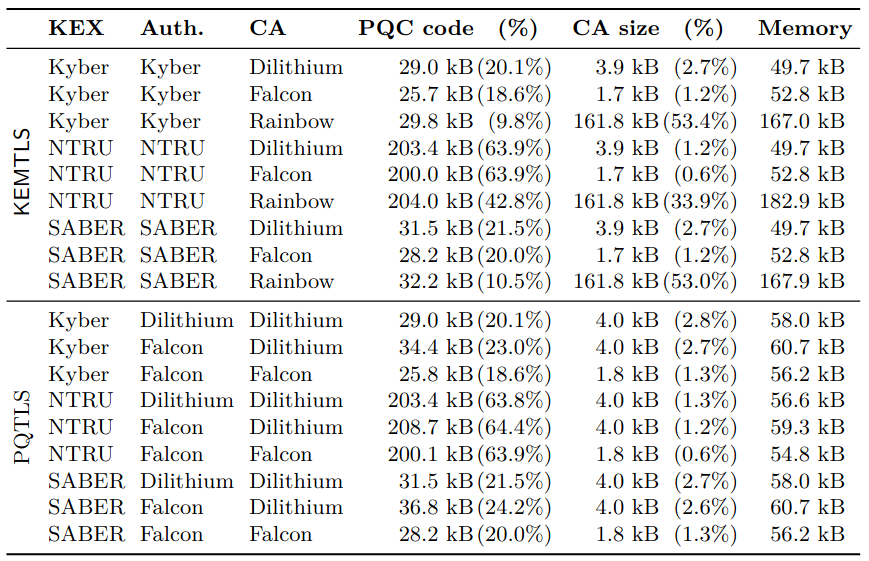 KEX Auth. CA PQC code (%) CA size (%) Memory
KEMTLS
Kyber Kyber Dilithium 29.0 kB (20.1%) 3.9 kB (2.7%) 49.7 kB
Kyber Kyber Falcon 25.7 kB (18.6%) 1.7 kB (1.2%) 52.8 kB
Kyber Kyber Rainbow 29.8 kB (9.8%) 161.8 kB (53.4%) 167.0 kB
NTRU NTRU Dilithium 203.4 kB (63.9%) 3.9 kB (1.2%) 49.7 kB
NTRU NTRU Falcon 200.0 kB (63.9%) 1.7 kB (0.6%) 52.8 kB
NTRU NTRU Rainbow 204.0 kB (42.8%) 161.8 kB (33.9%) 182.9 kB
SABER SABER Dilithium 31.5 kB (21.5%) 3.9 kB (2.7%) 49.7 kB
SABER SABER Falcon 28.2 kB (20.0%) 1.7 kB (1.2%) 52.8 kB
SABER SABER Rainbow 32.2 kB (10.5%) 161.8 kB (53.0%) 167.9 kB
PQTLS
Kyber Dilithium Dilithium 29.0 kB (20.1%) 4.0 kB (2.8%) 58.0 kB
Kyber Falcon Dilithium 34.4 kB (23.0%) 4.0 kB (2.7%) 60.7 kB
Kyber Falcon Falcon 25.8 kB (18.6%) 1.8 kB (1.3%) 56.2 kB
NTRU Dilithium Dilithium 203.4 kB (63.8%) 4.0 kB (1.3%) 56.6 kB
NTRU Falcon Dilithium 208.7 kB (64.4%) 4.0 kB (1.2%) 59.3 kB
NTRU Falcon Falcon 200.1 kB (63.9%) 1.8 kB (0.6%) 54.8 kB
SABER Dilithium Dilithium 31.5 kB (21.5%) 4.0 kB (2.7%) 58.0 kB
SABER Falcon Dilithium 36.8 kB (24.2%) 4.0 kB (2.6%) 60.7 kB
SABER Falcon Falcon 28.2 kB (20.0%) 1.8 kB (1.3%) 56.2 kB